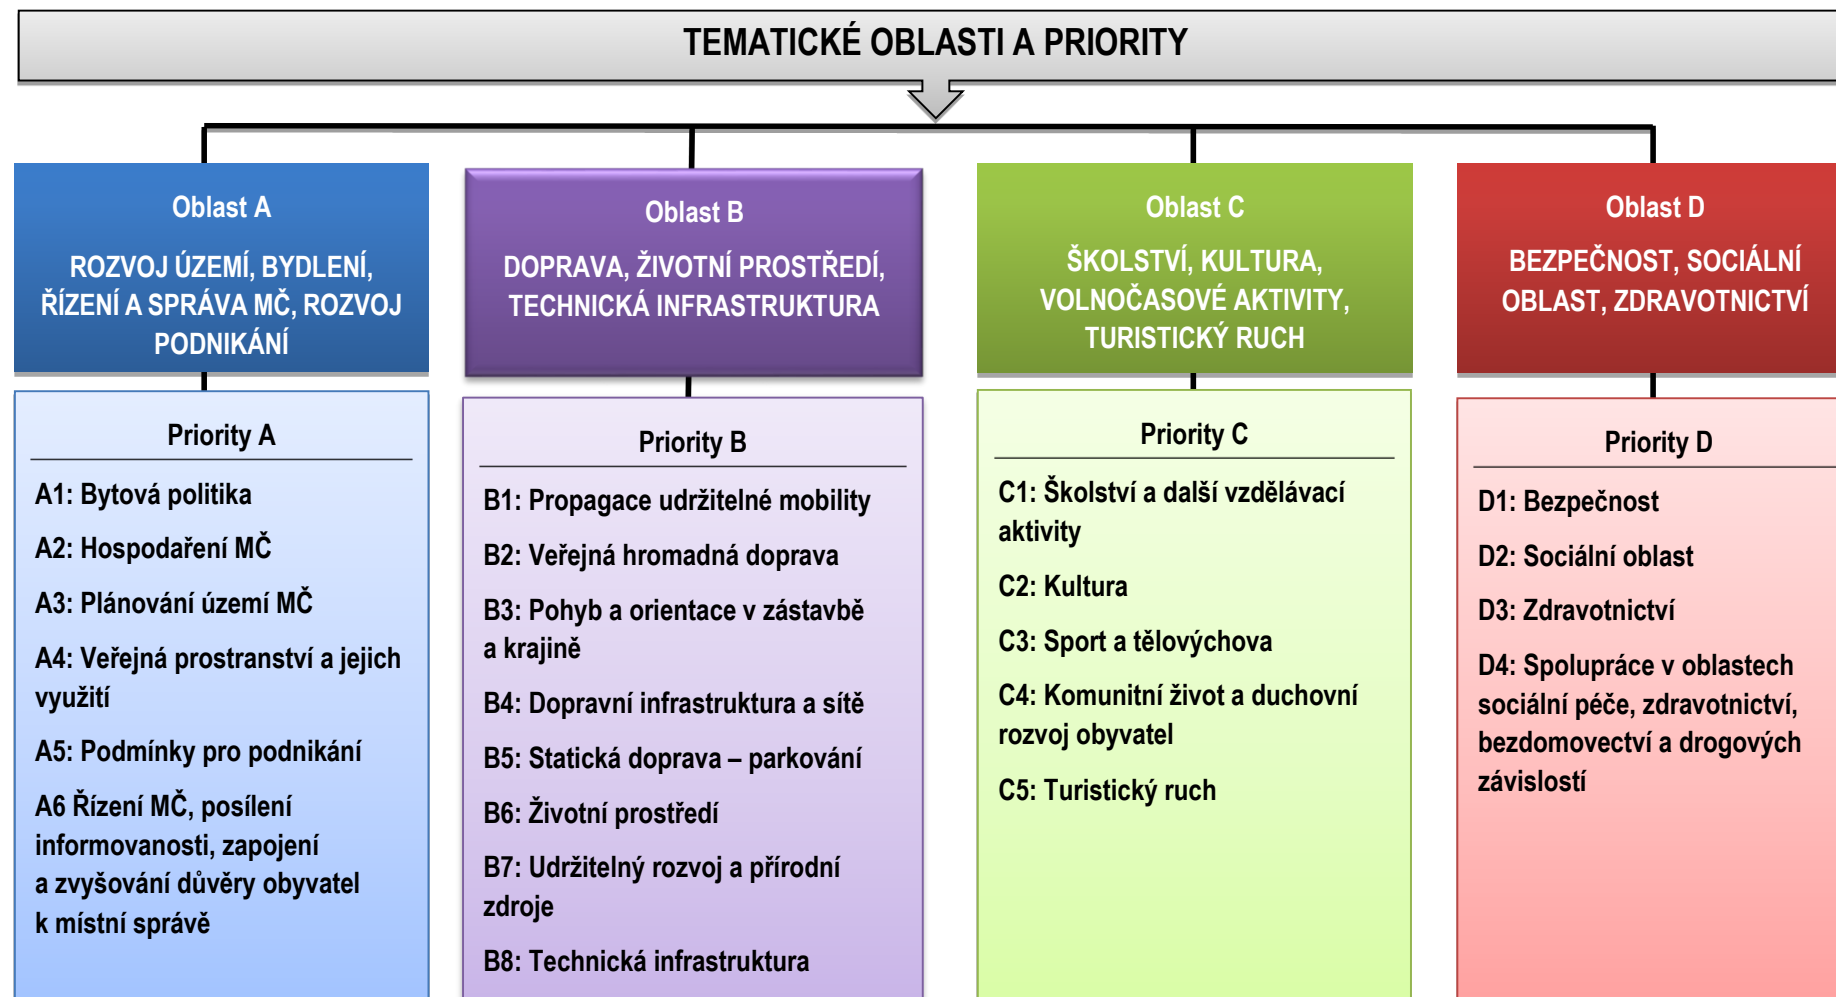 TEMATICKÉ OBLASTI A PRIORITY
Oblast A
ROZVOJ ÚZEMÍ, BYDLENÍ,
ŘÍZENÍ A SPRÁVA MČ, ROZVOJ
PODNIKÁNÍ
Oblast B
DOPRAVA, ŽIVOTNÍ PROSTŘEDÍ,
TECHNICKÁ INFRASTRUKTURA
Oblast C
ŠKOLSTVÍ, KULTURA,
VOLNOČASOVÉ AKTIVITY,
TURISTICKÝ RUCH
Oblast D
BEZPEČNOST, SOCIÁLNÍ
OBLAST, ZDRAVOTNICTVÍ
Priority A
A1: Bytová politika
A2: Hospodaření MČ
A3: Plánování území MČ
A4: Veřejná prostranství a jejich
využití
A5: Podmínky pro podnikání
A6 Řízení MČ, posílení
informovanosti, zapojení
a zvyšování důvěry obyvatel
k místní správě
Priority B
B1: Propagace udržitelné mobility
B2: Veřejná hromadná doprava
B3: Pohyb a orientace v zástavbě
a krajině
B4: Dopravní infrastruktura a sítě
B5: Statická doprava – parkování
B6: Životní prostředí
B7: Udržitelný rozvoj a přírodní
zdroje
B8: Technická infrastruktura
Priority C
C1: Školství a další vzdělávací
aktivity
C2: Kultura
C3: Sport a tělovýchova
C4: Komunitní život a duchovní
rozvoj obyvatel
C5: Turistický ruch
Priority D
D1: Bezpečnost
D2: Sociální oblast
D3: Zdravotnictví
D4: Spolupráce v oblastech
sociální péče, zdravotnictví,
bezdomovectví a drogových
závislostí